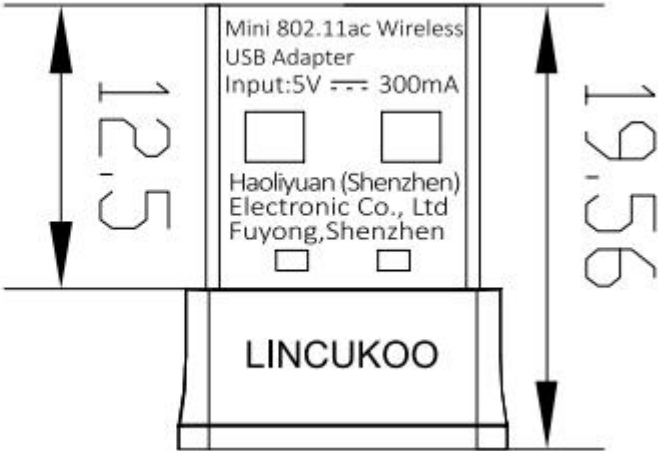 Mini 802.11ac Wireless
USB Adapter
Input:5V ⎓ 300mA
Haoliyuan (Shenzhen)
Electronic Co., Ltd
Fuyong,Shenzhen
LINCUKOO
12.5
19.56